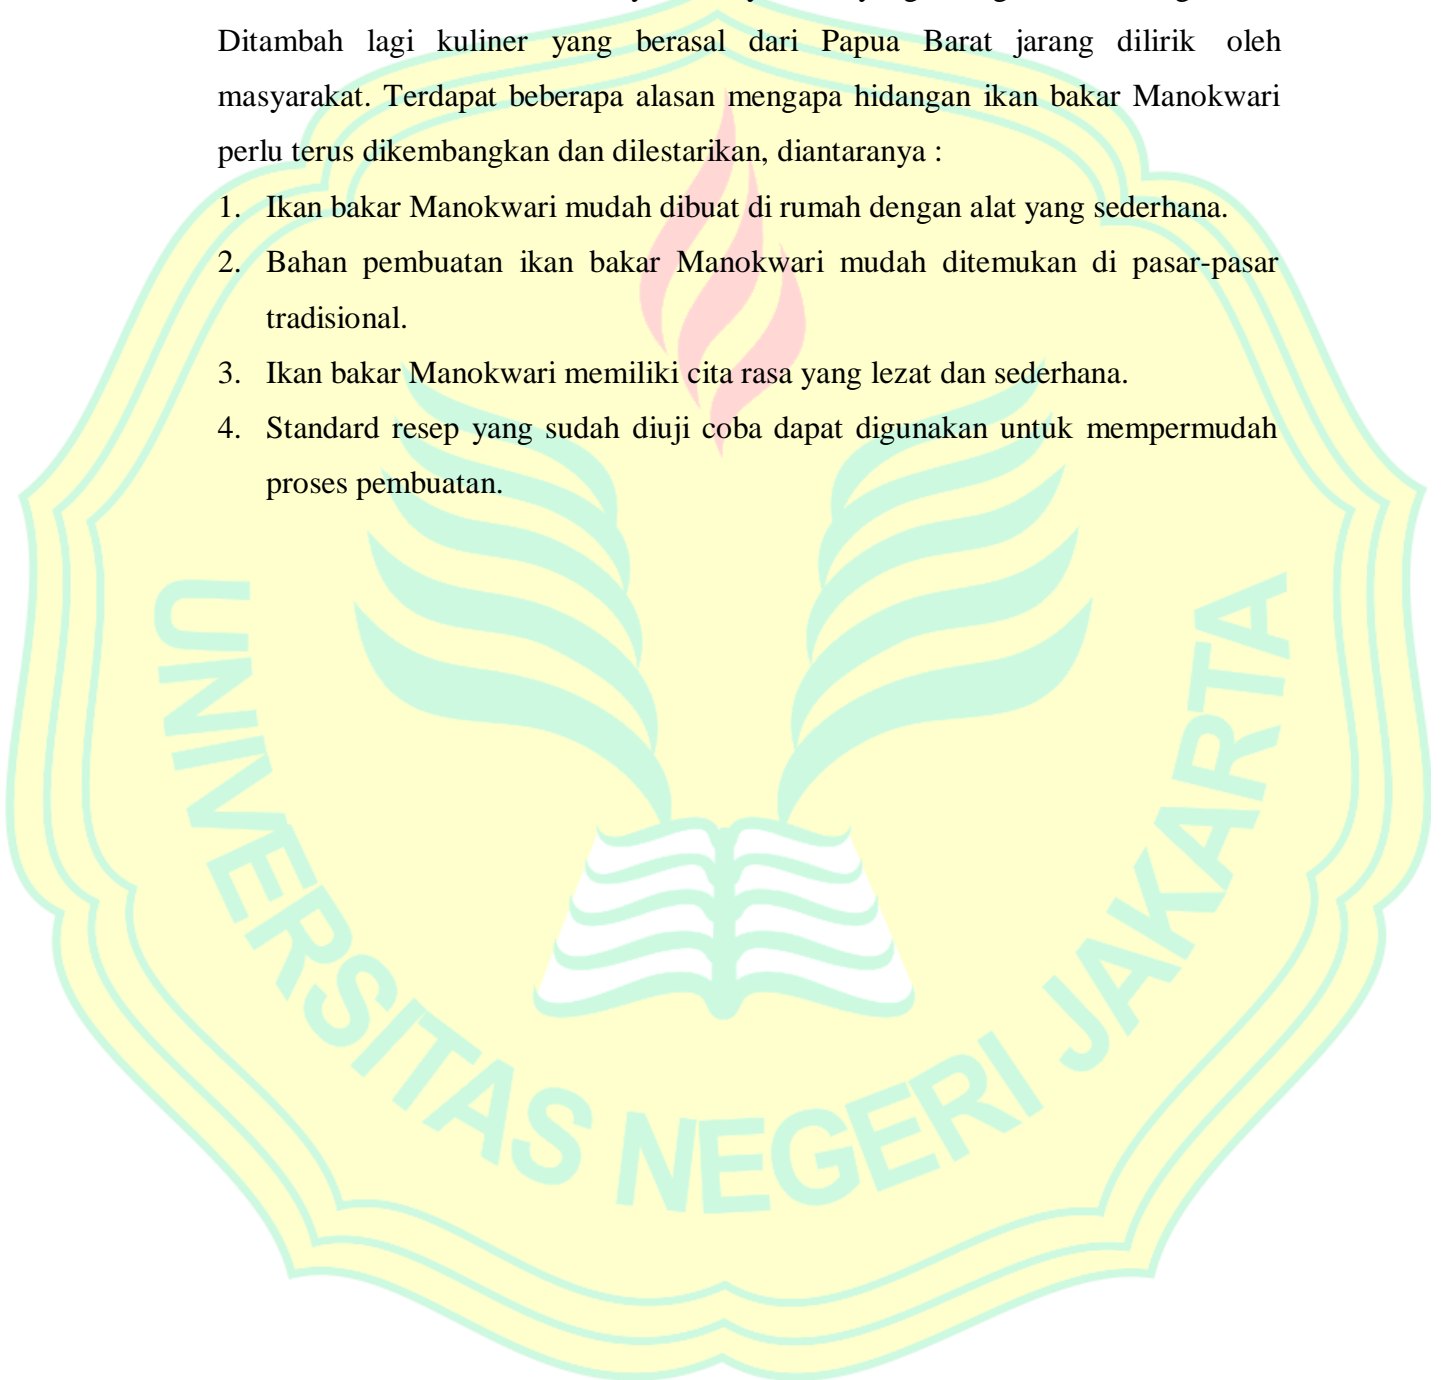 Ditambah lagi kuliner yang berasal dari Papua Barat jarang dilirik oleh
masyarakat. Terdapat beberapa alasan mengapa hidangan ikan bakar Manokwari
perlu terus dikembangkan dan dilestarikan, diantaranya :
1. Ikan bakar Manokwari mudah dibuat di rumah dengan alat yang sederhana.
2. Bahan pembuatan ikan bakar Manokwari mudah ditemukan di pasar-pasar
tradisional.
3. Ikan bakar Manokwari memiliki cita rasa yang lezat dan sederhana.
4. Standard resep yang sudah diuji coba dapat digunakan untuk mempermudah
proses pembuatan.
UNIVERSITAS NEGERI JAKARTA